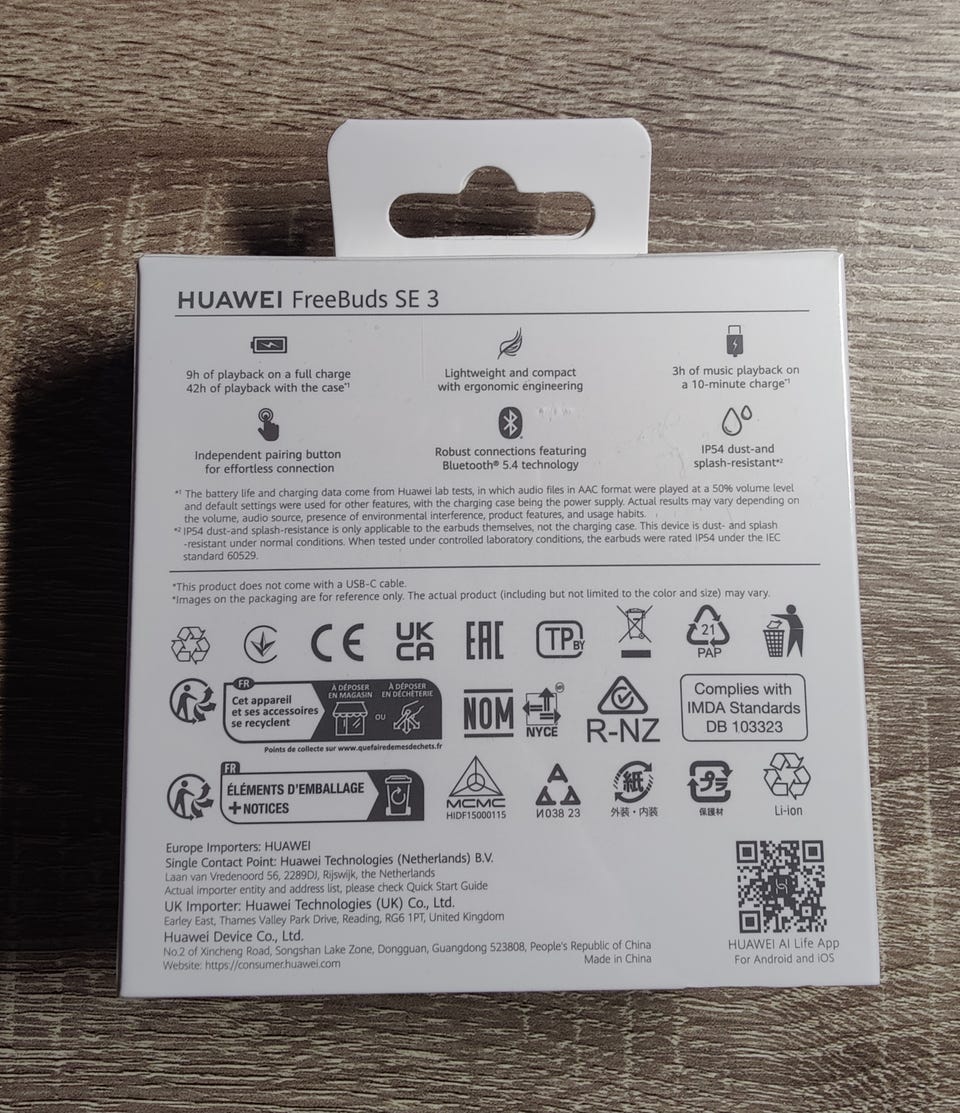 HUAWEI FreeBuds SE 3
9h of playback on a full charge
42h of playback with the case*1
Lightweight and compact
with ergonomic engineering
3h of music playback on
a 10-minute charge*1
Independent pairing button
for effortless connection
Robust connections featuring
Bluetooth® 5.4 technology
IP54 dust-and
splash-resistant*2
*1 The battery life and charging data come from Huawei lab tests, in which audio files in AAC format were played at a 50% volume level
and default settings were used for other features, with the charging case being the power supply. Actual results may vary depending on
the volume, audio source, presence of environmental interference, product features, and usage habits.
*2 IP54 dust-and splash-resistance is only applicable to the earbuds themselves, not the charging case. This device is dust- and splash
-resistant under normal conditions. When tested under controlled laboratory conditions, the earbuds were rated IP54 under the IEC
standard 60529.
*This product does not come with a USB-C cable.
*Images on the packaging are for reference only. The actual product (including but not limited to the color and size) may vary.
CE
UK
CA
EAC
TP BY
21
PAP
FR
Cet appareil
et ses accessoires
se recyclent
À DÉPOSER
EN MAGASIN
OU
À DÉPOSER
EN DÉCHÈTERIE
Points de collecte sur www.quefairedemesdechets.fr
NOM
NYCE
R-NZ
Complies with
IMDA Standards
DB 103323
FR
ÉLÉMENTS D'EMBALLAGE
+NOTICES
MCMC
HIDF15000115
И038 23
紙
外装・内装
プラ
保護材
Li-ion
Europe Importers: HUAWEI
Single Contact Point: Huawei Technologies (Netherlands) B.V.
Laan van Vredenoord 56, 2289DJ, Rijswijk, the Netherlands
Actual importer entity and address list, please check Quick Start Guide
UK Importer: Huawei Technologies (UK) Co., Ltd.
Earley East, Thames Valley Park Drive, Reading, RG6 1PT, United Kingdom
Huawei Device Co., Ltd.
No.2 of Xincheng Road, Songshan Lake Zone, Dongguan, Guangdong 523808, People's Republic of China
Website: https://consumer.huawei.com
Made in China
HUAWEI AI Life App
For Android and iOS